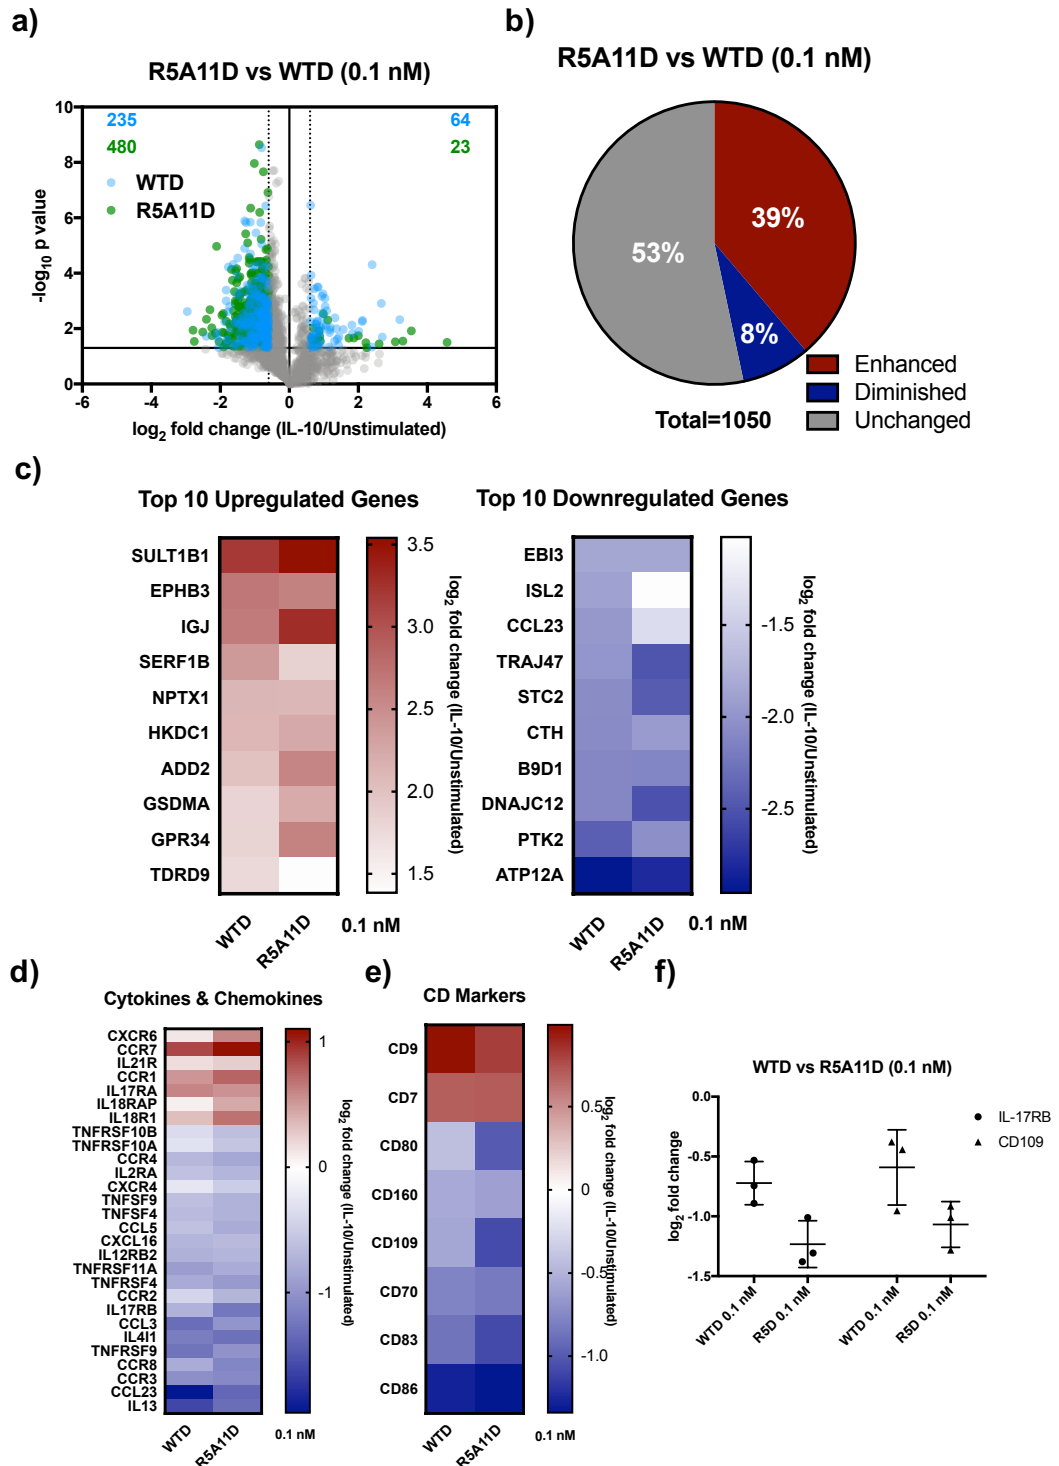 a)
R5A11D vs WTD (0.1 nM)
10
8
6
4
2
0
-log10 p value
235
480
64
23
WTD
R5A11D
-6
-4
-2
0
2
4
6
log2 fold change (IL-10/Unstimulated)
b)
R5A11D vs WTD (0.1 nM)
39%
53%
8%
Total=1050
Enhanced
Diminished
Unchanged
c)
Top 10 Upregulated Genes
SULT1B1
EPHB3
IGJ
SERF1B
NPTX1
HKDC1
ADD2
GSDMA
GPR34
TDRD9
WTD
R5A11D
0.1 nM
3.5
3.0
2.5
2.0
1.5
log2 fold change (IL-10/Unstimulated)
Top 10 Downregulated Genes
EBI3
ISL2
CCL23
TRAJ47
STC2
CTH
B9D1
DNAJC12
PTK2
ATP12A
WTD
R5A11D
0.1 nM
-1.5
-2.0
-2.5
log2 fold change (IL-10/Unstimulated)
d)
Cytokines & Chemokines
CXCR6
CCR7
IL21R
CCR1
IL17RA
IL18RAP
IL18R1
TNFRSF10B
TNFRSF10A
CCR4
IL2RA
CXCR4
TNFSF9
TNFSF4
CCL5
CXCL16
IL12RB2
TNFRSF11A
TNFRSF4
CCR2
IL17RB
CCL3
IL4I1
TNFRSF9
CCR8
CCR3
CCL23
IL13
WTD
R5A11D
0.1 nM
1
0
-1
log2 fold change (IL-10/Unstimulated)
e)
CD Markers
CD9
CD7
CD80
CD160
CD109
CD70
CD83
CD86
WTD
R5A11D
0.1 nM
0.5
0
-0.5
-1.0
log2 fold change (IL-10/Unstimulated)
f)
WTD vs R5A11D (0.1 nM)
0.0
-0.5
-1.0
-1.5
log2 fold change
IL-17RB
CD109
WTD 0.1 nM
R5D 0.1 nM
WTD 0.1 nM
R5D 0.1 nM